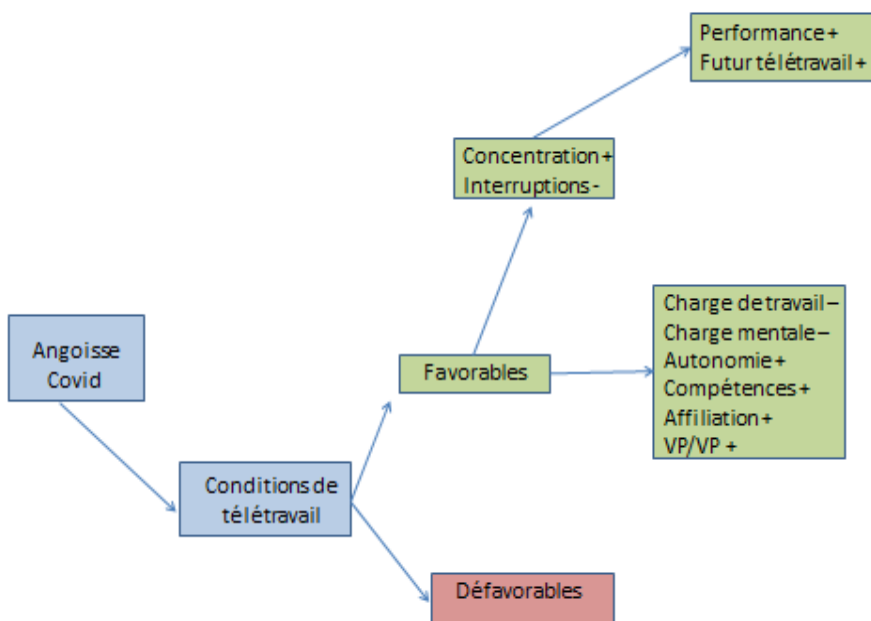 Performance+
Futur télétravail+
Concentration+
Interruptions-
Charge de travail–
Charge mentale–
Autonomie+
Compétences+
Affiliation+
VP/VP +
Favorables
Angoisse
Covid
Conditions de
télétravail
Défavorables